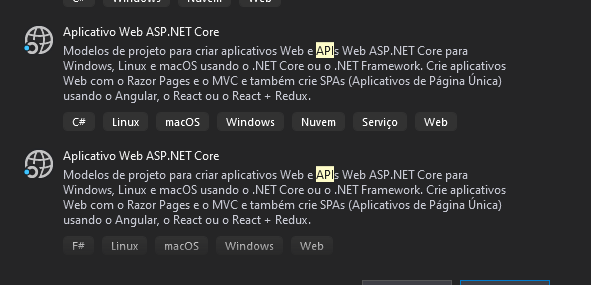 C# Windows Nuvem Web
Aplicativo Web ASP.NET Core
Modelos de projeto para criar aplicativos Web e APIs Web ASP.NET Core para
Windows, Linux e macOS usando o .NET Core ou o .NET Framework. Crie aplicativos
Web com o Razor Pages e o MVC e também crie SPAs (Aplicativos de Página Única)
usando o Angular, o React ou o React + Redux.
C# Linux macOS Windows Nuvem Serviço Web
Aplicativo Web ASP.NET Core
Modelos de projeto para criar aplicativos Web e APIs Web ASP.NET Core para
Windows, Linux e macOS usando o .NET Core ou o .NET Framework. Crie aplicativos
Web com o Razor Pages e o MVC e também crie SPAs (Aplicativos de Página Única)
usando o Angular, o React ou o React + Redux.
F# Linux macOS Windows Web